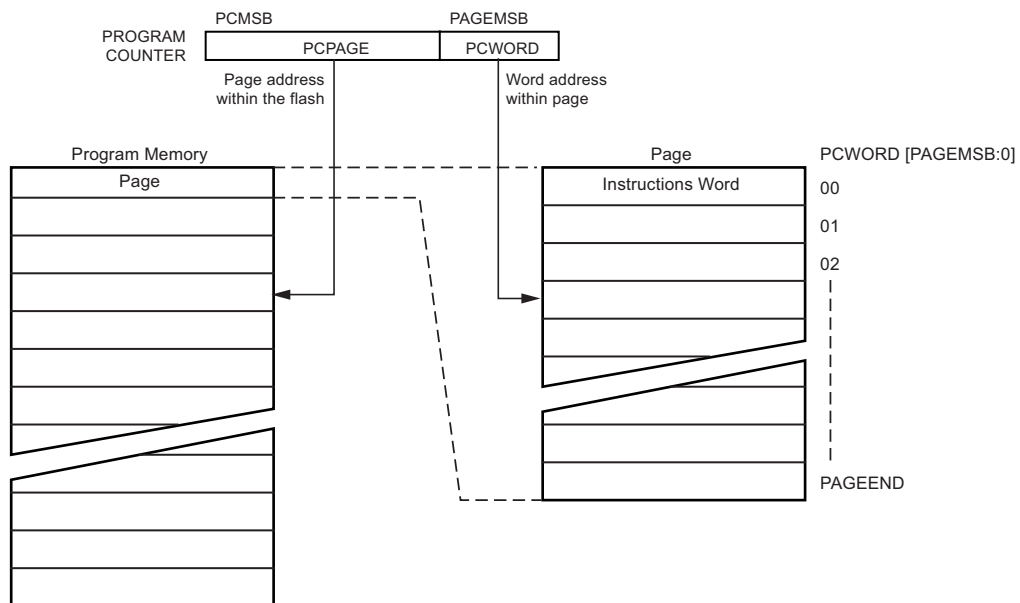 PCMSB PAGEMSB
PROGRAM
COUNTER
PCPAGE PCWORD
Page address
within the flash
Word address
within page
Program Memory
Page
Page
Instructions Word
PCWORD [PAGEMSB:0]
00
01
02
PAGEEND